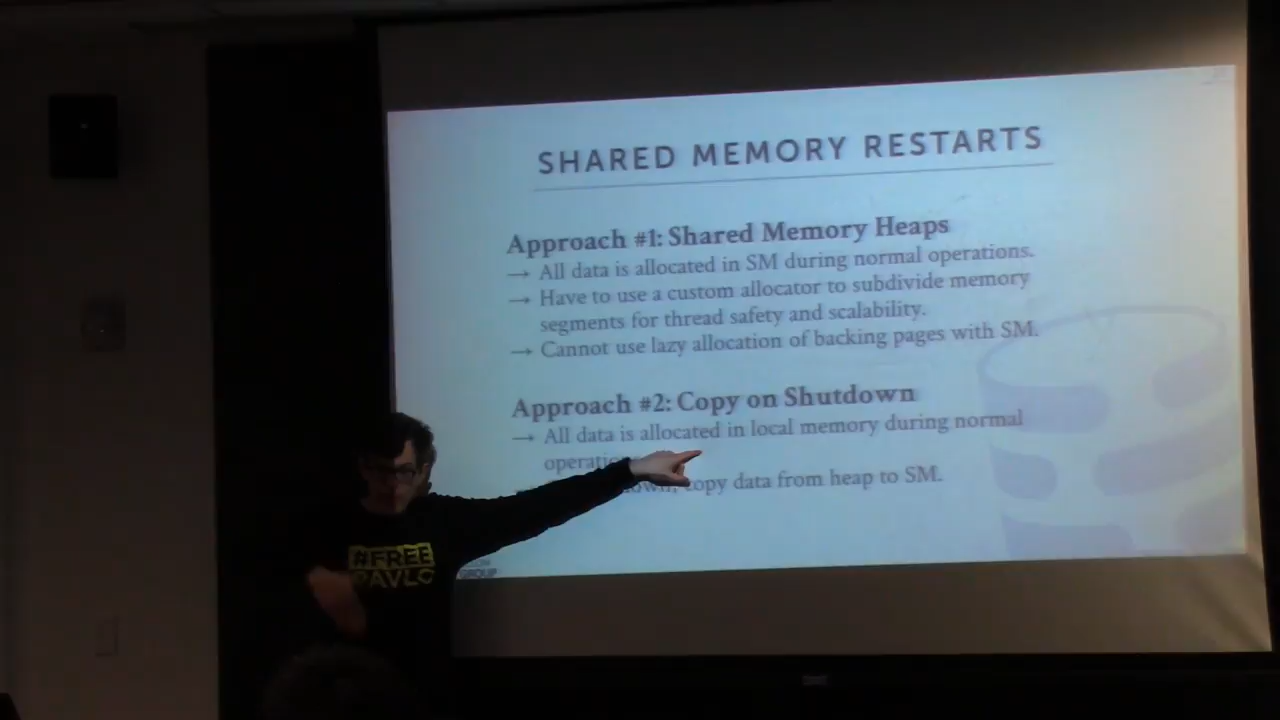 SHARED MEMORY RESTARTS
Approach #1: Shared Memory Heaps
→ All data is allocated in SM during normal operations.
→ Have to use a custom allocator to subdivide memory
segments for thread safety and scalability.
→ Cannot use lazy allocation of backing pages with SM.
Approach #2: Copy on Shutdown
→ All data is allocated in local memory during normal
copy data from heap to SM.
#FREE
PAVLO
GROUP